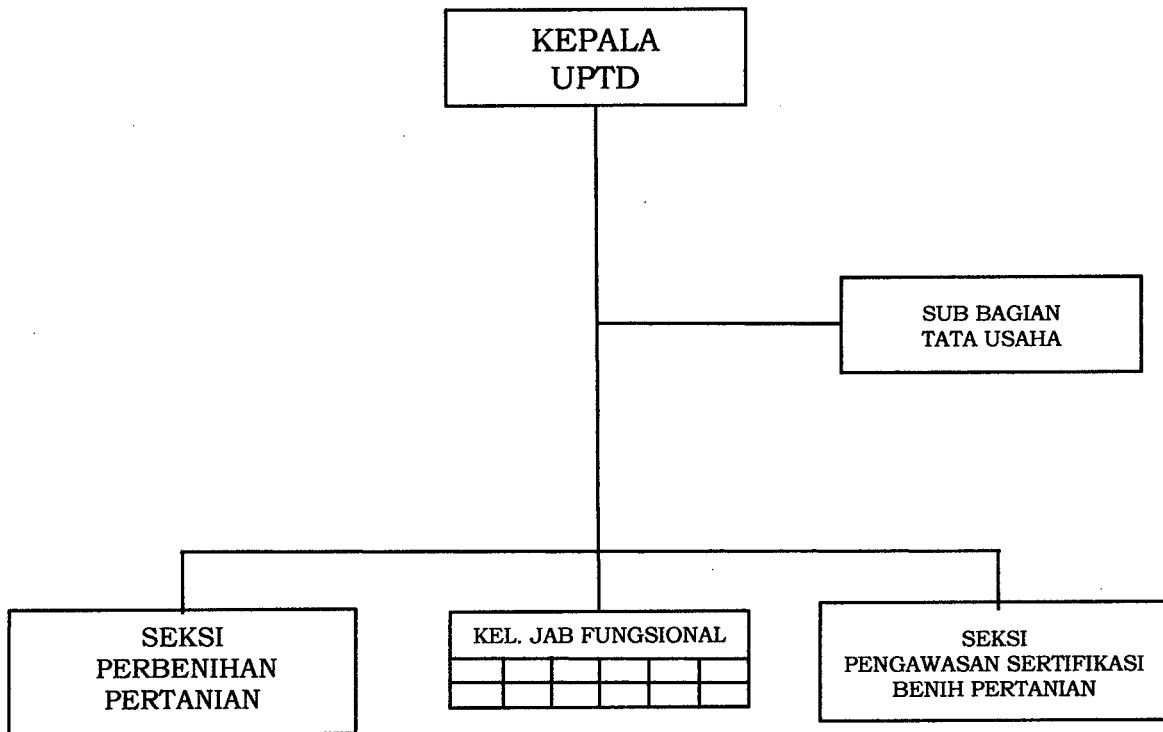 KEPALA
UPTD
SUB BAGIAN
TATA USAHA
SEKSI
PERBENIHAN
PERTANIAN
KEL. JAB FUNGSIONAL
SEKSI
PENGAWASAN SERTIFIKASI
BENIH PERTANIAN